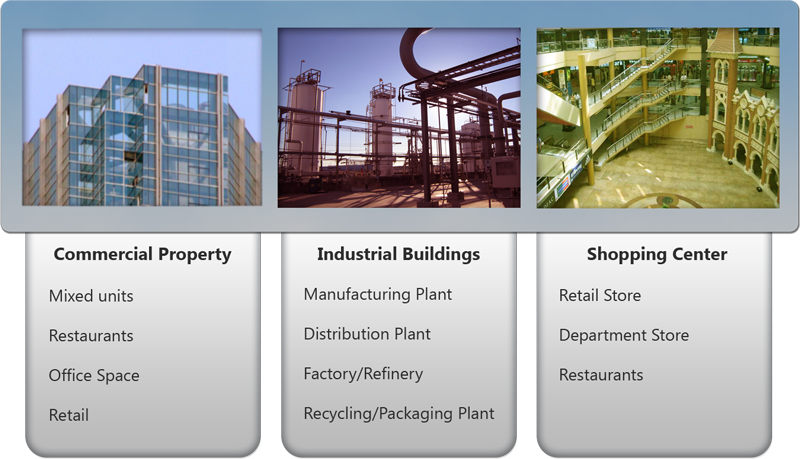 Commercial Property
Mixed units
Restaurants
Office Space
Retail
Industrial Buildings
Manufacturing Plant
Distribution Plant
Factory/Refinery
Recycling/Packaging Plant
Shopping Center
Retail Store
Department Store
Restaurants